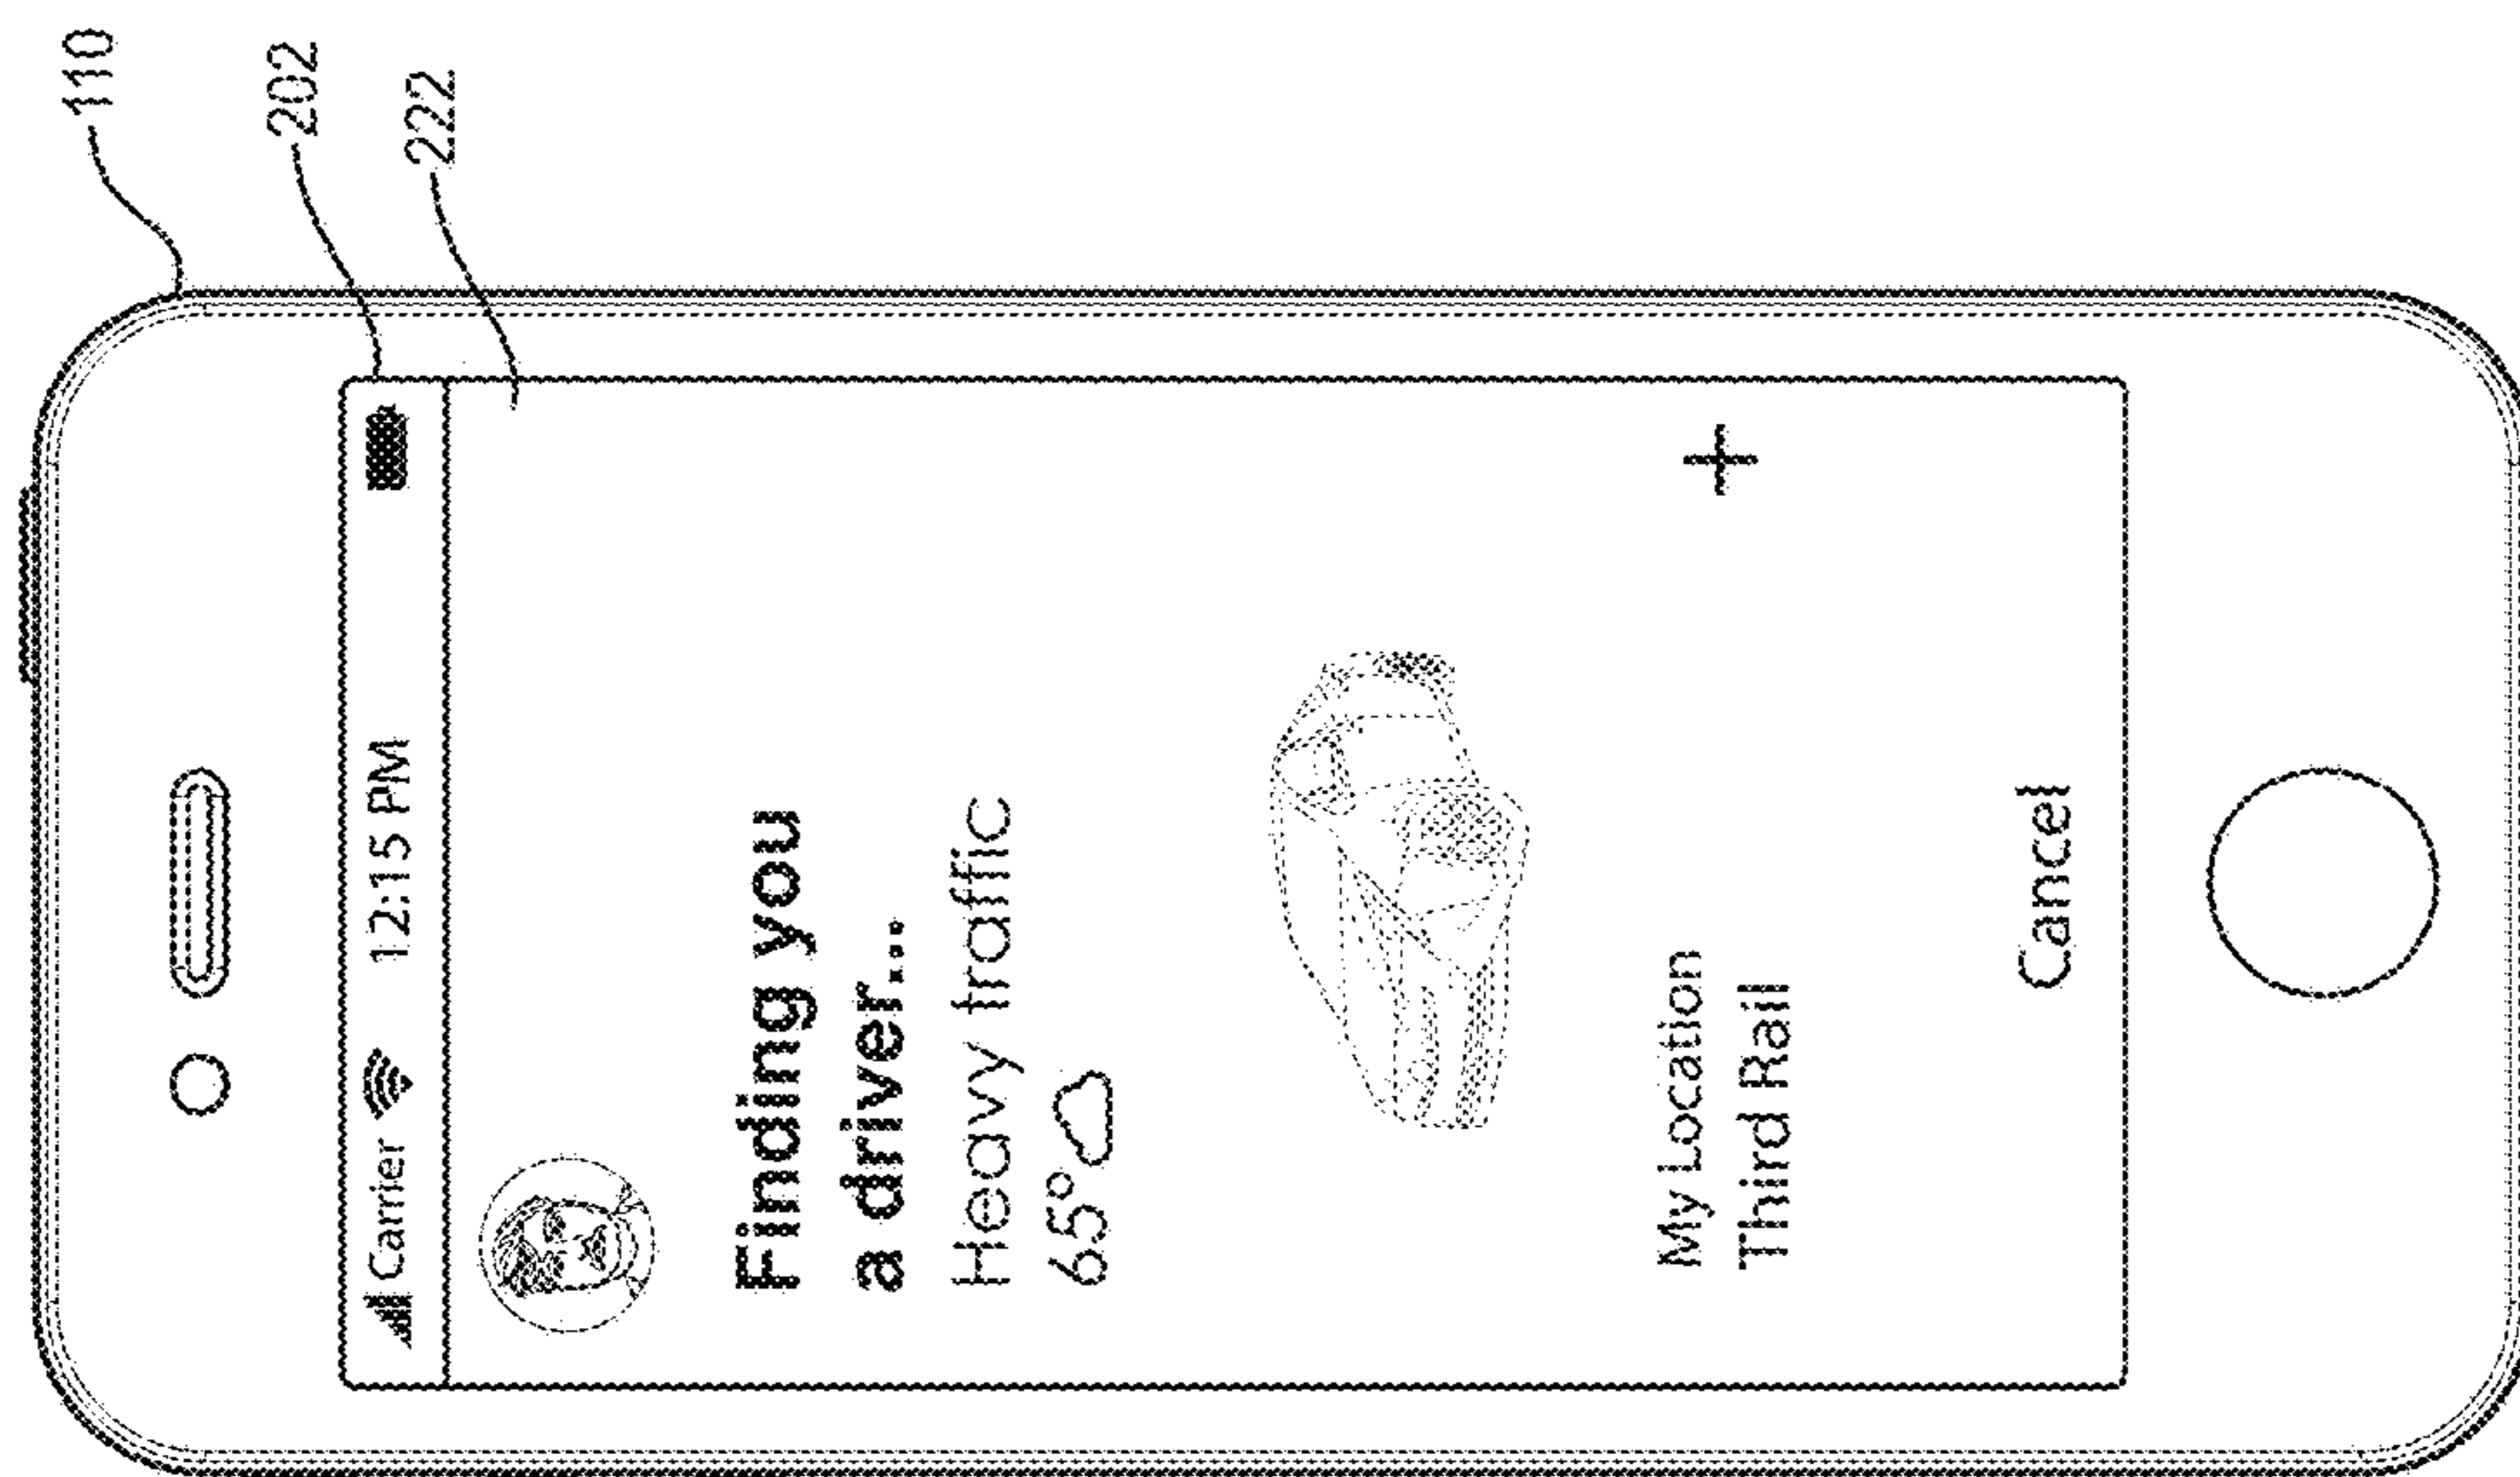 110
202
222
Carrier 12:15 PM
Finding you
a driver...
Heavy traffic
65°
My Location
+
Third Rail
Cancel